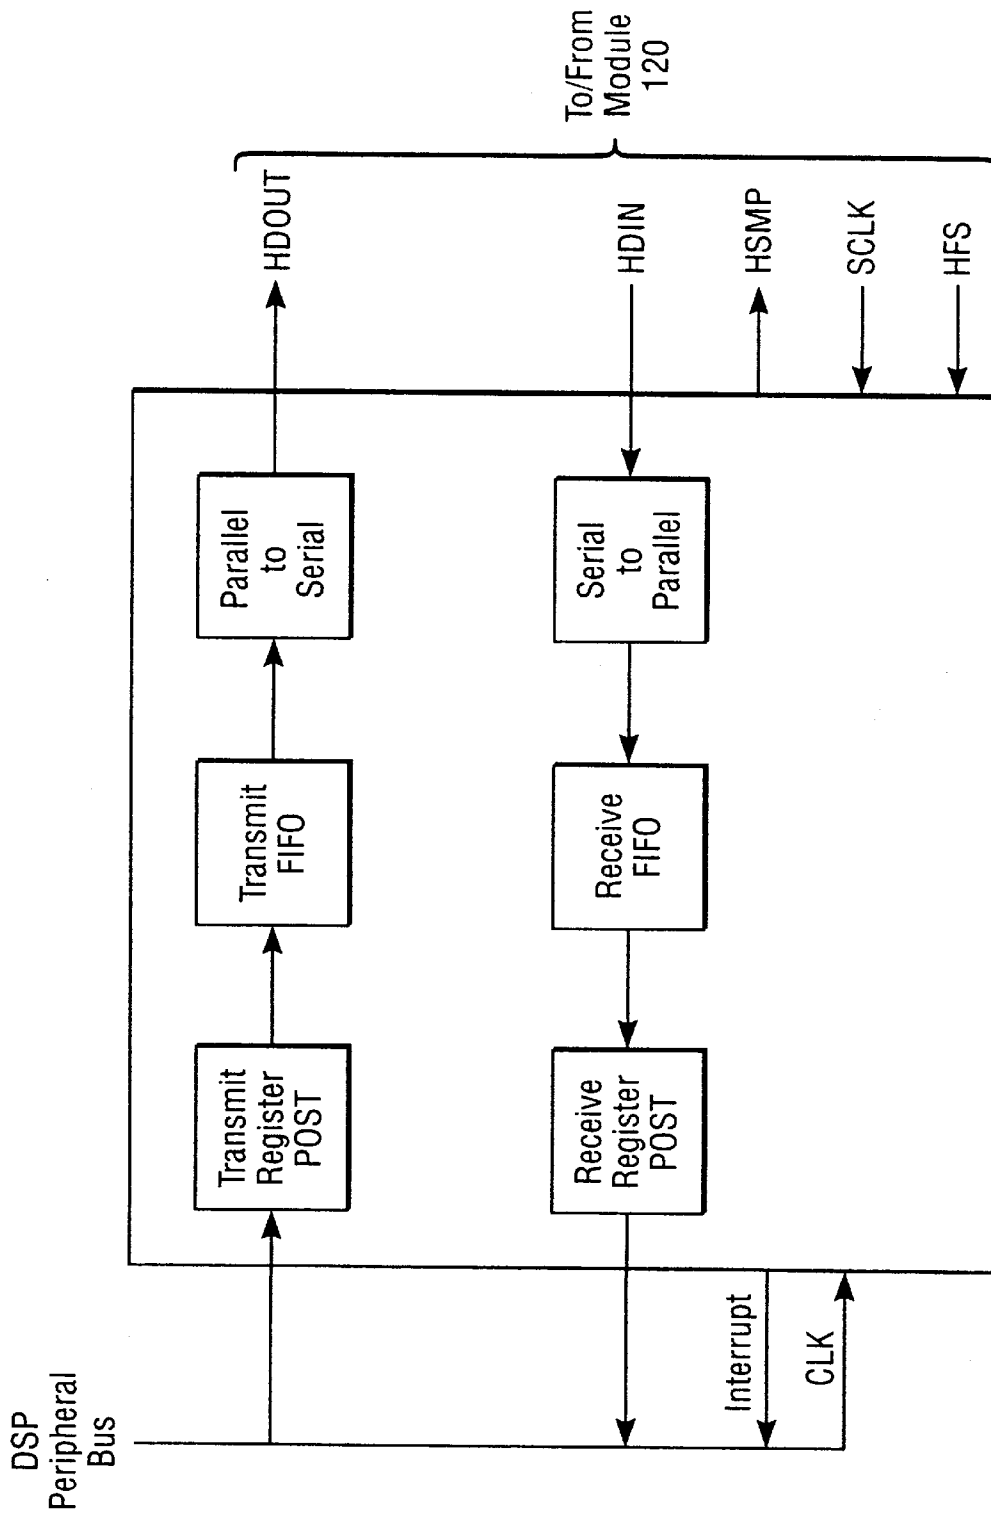 DSP
Peripheral
Bus
Transmit
Register
POST
Transmit
FIFO
Parallel
to
Serial
HDOUT
To/From
Module
120
Receive
Register
POST
Receive
FIFO
Serial
to
Parallel
HDIN
HSMP
SCLK
HFS
Interrupt
CLK